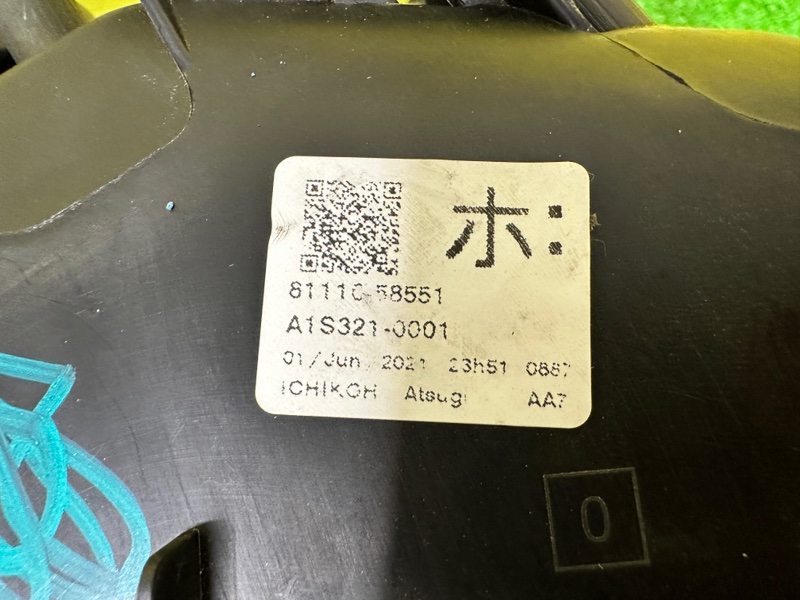 ホ:
81110-58551
A1S321-0001
01/Jun/2021 23h51 0887
ICHIKOH Atsugi AA7
0